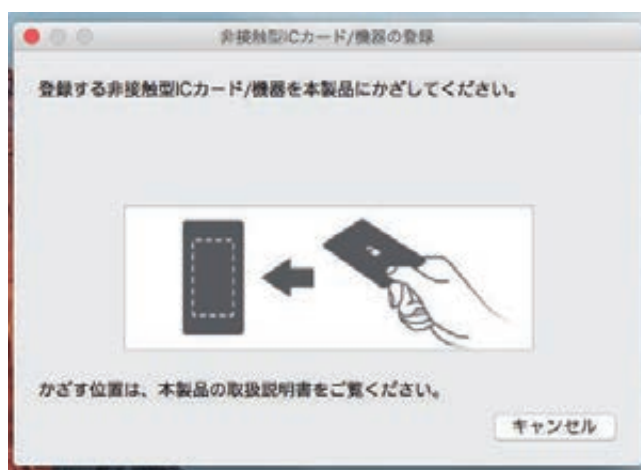 非接触型ICカード/機器の登録
登録する非接触型ICカード/機器を本製品にかざしてください。
かざす位置は、本製品の取扱説明書をご覧ください。
キャンセル